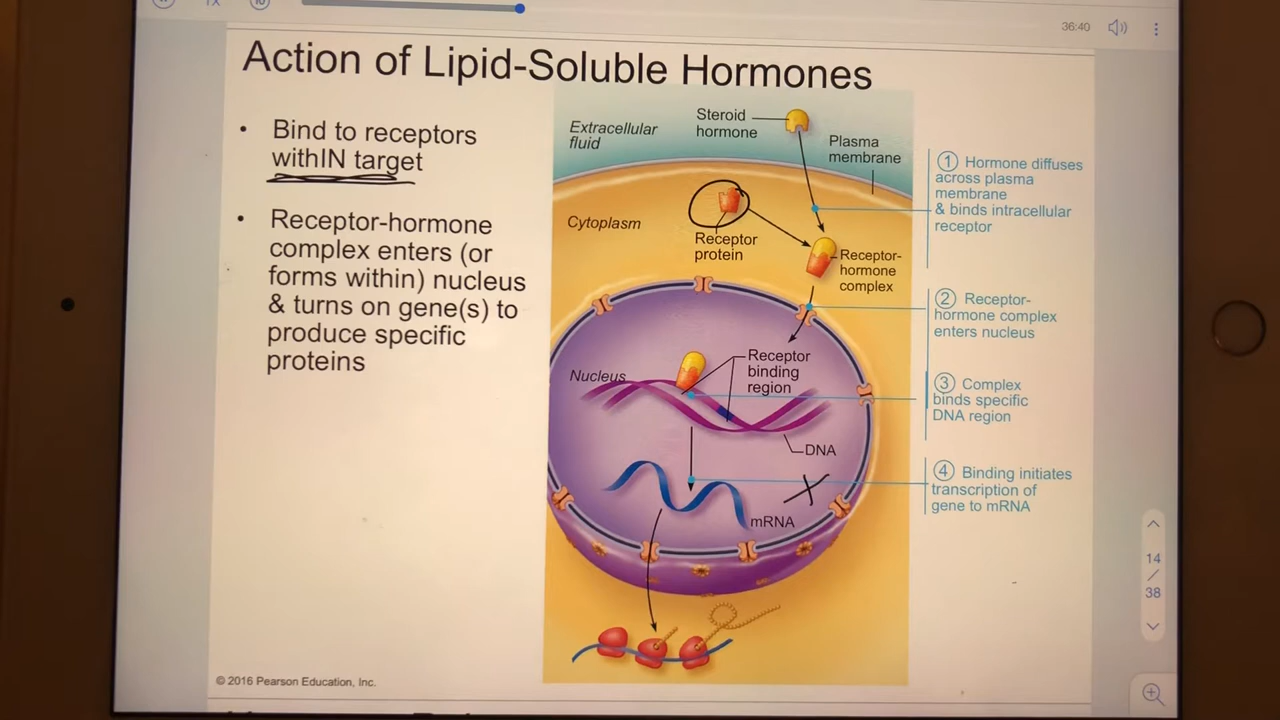 1x
10
36:40
Action of Lipid-Soluble Hormones
• Bind to receptors
withIN target
• Receptor-hormone
complex enters (or
forms within) nucleus
& turns on gene(s) to
produce specific
proteins
Extracellular
fluid
Steroid
hormone
Plasma
membrane
Cytoplasm
Receptor
protein
Receptor-
hormone
complex
Nucleus
Receptor
binding
region
DNA
mRNA
1 Hormone diffuses
across plasma
membrane
& binds intracellular
receptor
2 Receptor-
hormone complex
enters nucleus
3 Complex
binds specific
DNA region
4 Binding initiates
transcription of
gene to mRNA
14
/
38
© 2016 Pearson Education, Inc.